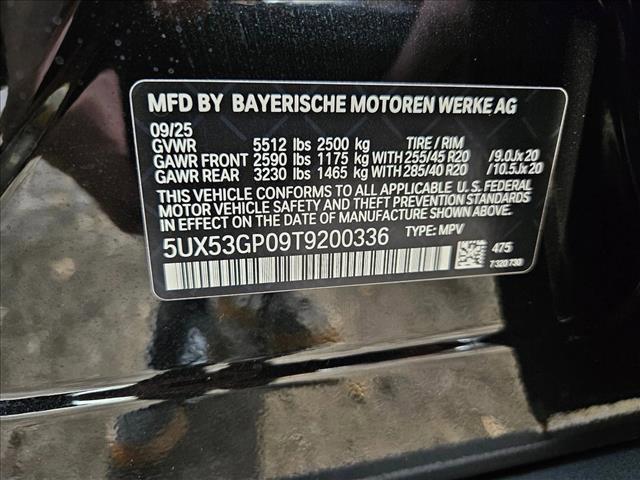 MFD BY BAYERISCHE MOTOREN WERKE AG
09/25
GVWR 5512 lbs 2500 kg TIRE / RIM
GAWR FRONT 2590 lbs 1175 kg WITH 255/45 R20 /9.0Jx20
GAWR REAR 3230 lbs 1465 kg WITH 285/40 R20 /10.5Jx20
THIS VEHICLE CONFORMS TO ALL APPLICABLE U.S. FEDERAL
MOTOR VEHICLE SAFETY AND THEFT PREVENTION STANDARDS
IN EFFECT ON THE DATE OF MANUFACTURE SHOWN ABOVE.
5UX53GP09T9200336 TYPE: MPV
475
7 320 730